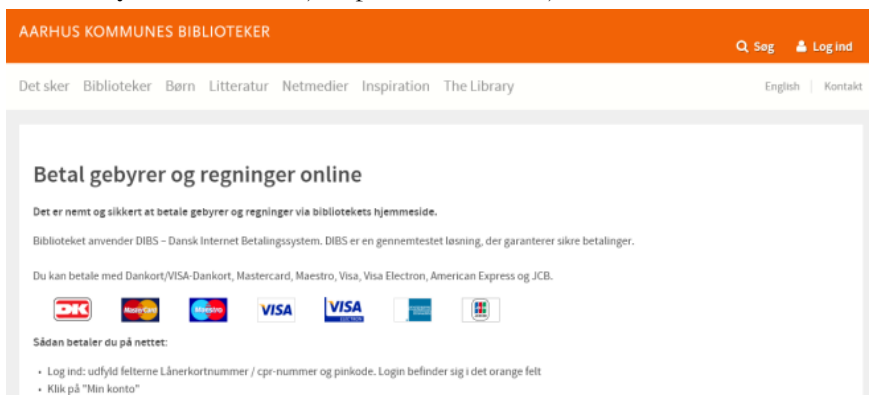 AARHUS KOMMUNES BIBLIOTEKER
Søg Log ind
Det sker Biblioteker Børn Litteratur Netmedier Inspiration The Library English Kontakt
Betal gebyrer og regninger online
Det er nemt og sikkert at betale gebyrer og regninger via bibliotekets hjemmeside.
Biblioteket anvender DIBS – Dansk Internet Betalingssystem. DIBS er en gennemtestet løsning, der garanterer sikre betalinger.
Du kan betale med Dankort/VISA-Dankort, Mastercard, Maestro, Visa, Visa Electron, American Express og JCB.
DK MasterCard Maestro VISA VISA ELECTRON
Sådan betaler du på nettet:
• Log ind: udfyld felterne Lånerkortnummer / cpr-nummer og pinkode. Login befinder sig i det orange felt
• Klik på "Min konto"